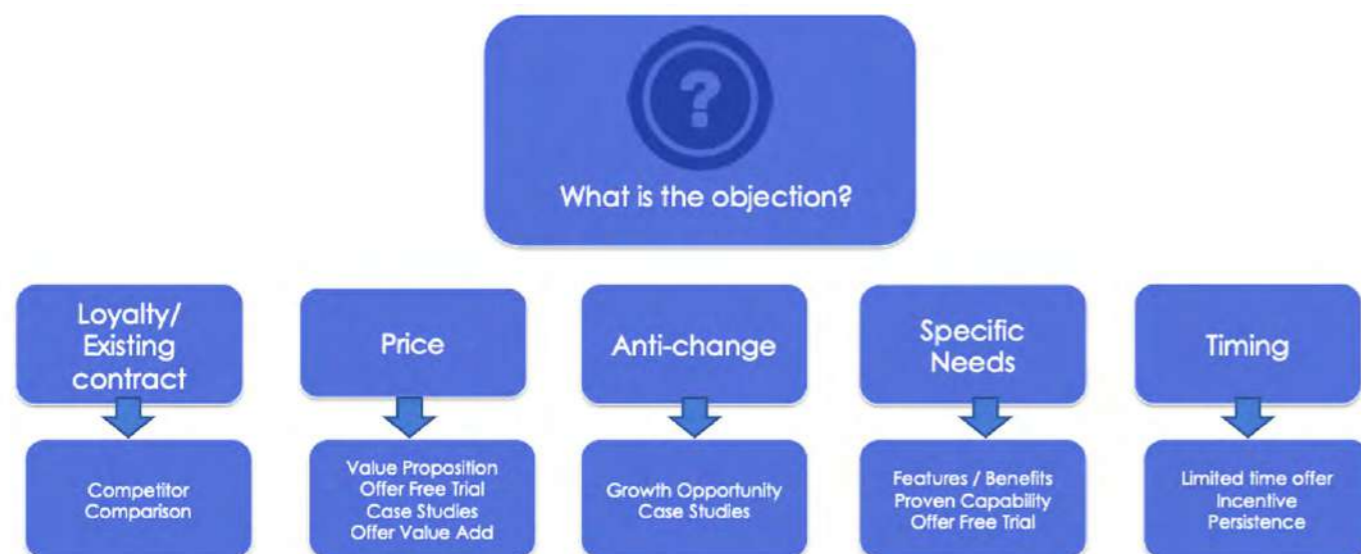 ?
What is the objection?
Loyalty/
Existing
contract
Price
Anti-change
Specific
Needs
Timing
Competitor
Comparison
Value Proposition
Offer Free Trial
Case Studies
Offer Value Add
Growth Opportunity
Case Studies
Features / Benefits
Proven Capability
Offer Free Trial
Limited time offer
Incentive
Persistence